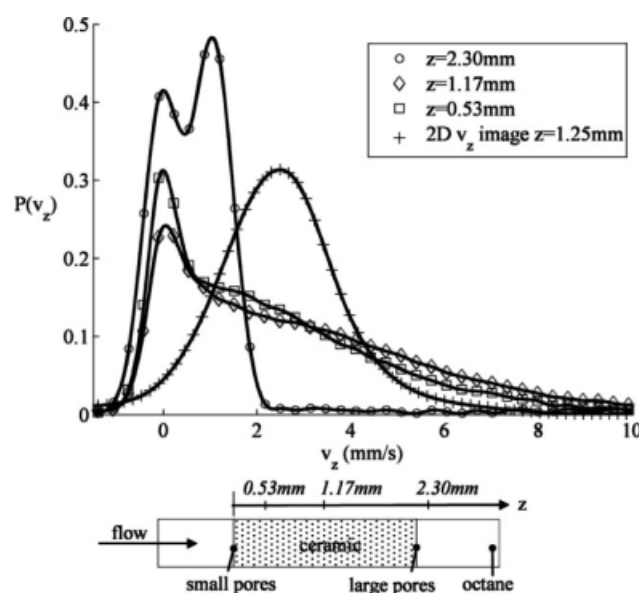 0.5
z=2.30mm
z=1.17mm
z=0.53mm
2D v_z image z=1.25mm
0.4
0.3
P(v_z)
0.2
0.1
0
0 2 4 6 8 10
v_z (mm/s)
0.53mm 1.17mm 2.30mm
z
flow
ceramic
small pores large pores octane